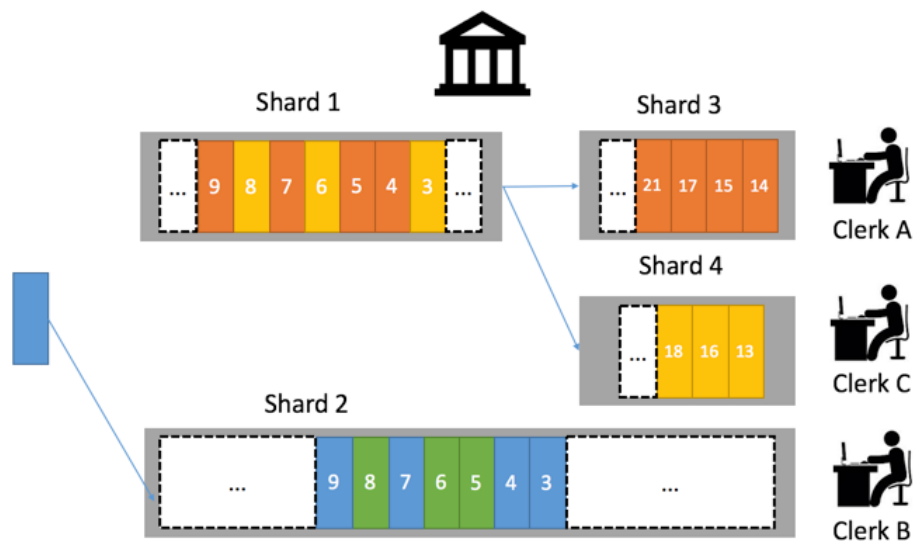 Shard 1
... 9 8 7 6 5 4 3 ...
Shard 3
... 21 17 15 14
Clerk A
Shard 4
... 18 16 13
Clerk C
Shard 2
... 9 8 7 6 5 4 3 ...
Clerk B